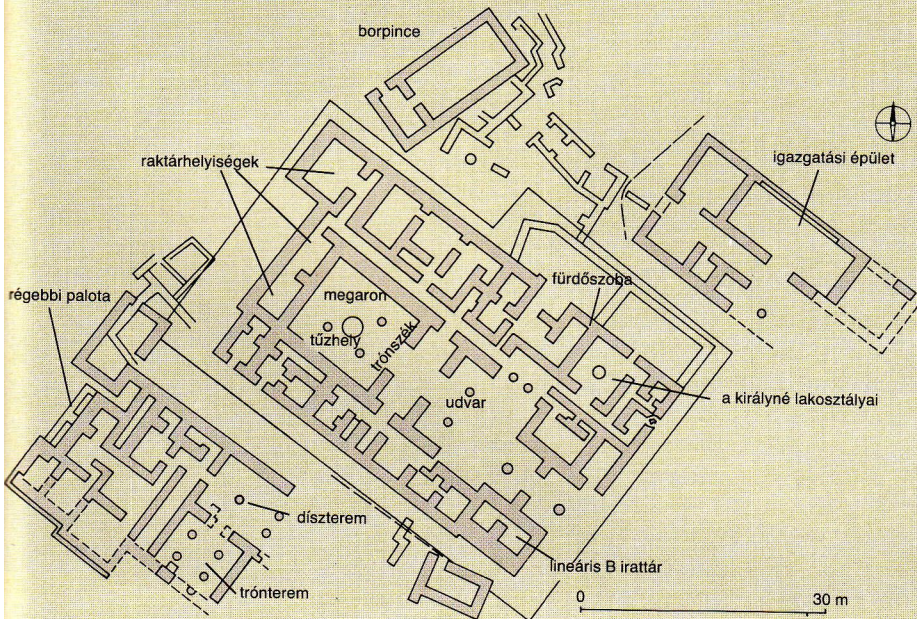 borpince
igazgatási épület
raktárhelyiségek
fürdőszoba
régebbi palota
megaron
tűzhely
trónszék
udvar
a királyné lakosztályai
díszterem
lineáris B irattár
trónterem
0 30 m